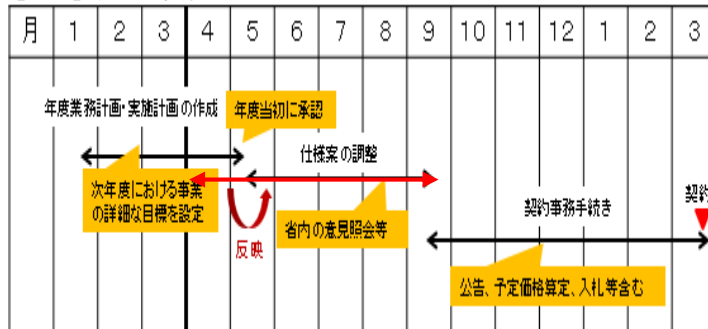 月 1 2 3 4 5 6 7 8 9 10 11 12 1 2 3
年度業務計画・実施計画の作成
年度当初に承認
仕様案の調整
次年度における事業
の詳細な目標を設定
反映
省内の意見照会等
契約事務手続き
契約
公告、予定価格算定、入札等含む